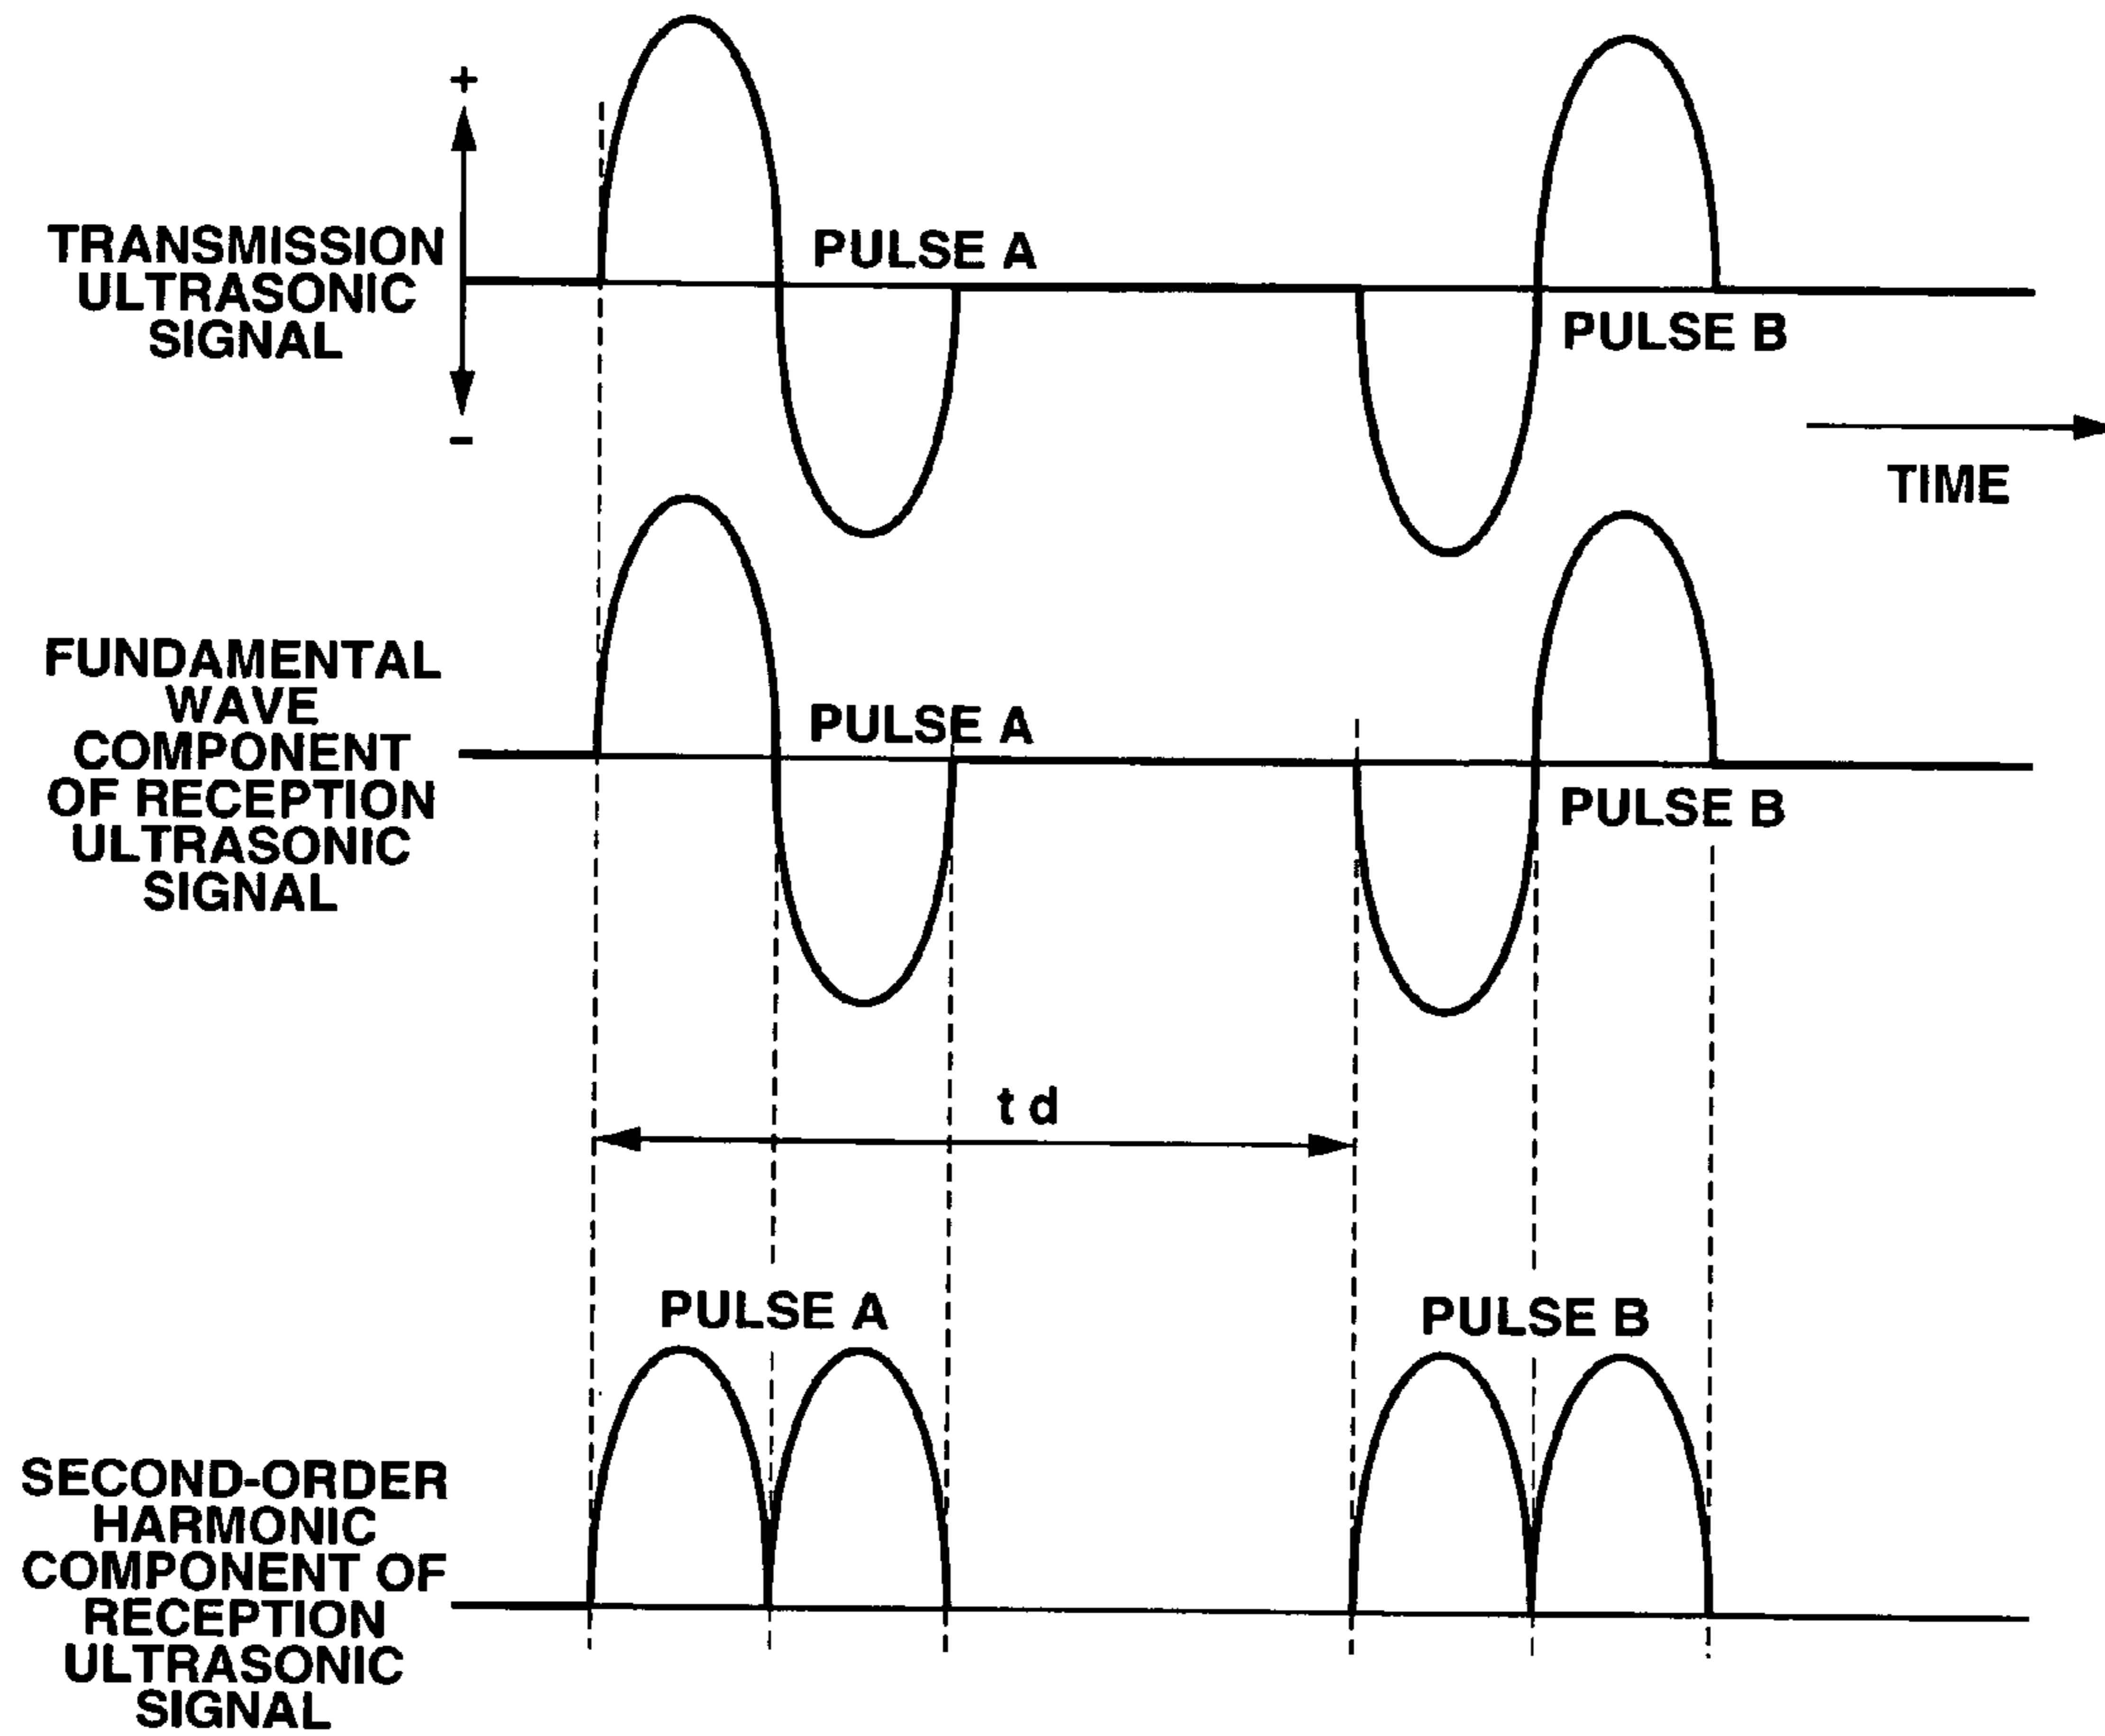 +
TRANSMISSION
ULTRASONIC
SIGNAL
-
PULSE A
PULSE B
TIME
FUNDAMENTAL
WAVE
COMPONENT
OF RECEPTION
ULTRASONIC
SIGNAL
PULSE A
PULSE B
td
PULSE A
PULSE B
SECOND-ORDER
HARMONIC
COMPONENT OF
RECEPTION
ULTRASONIC
SIGNAL